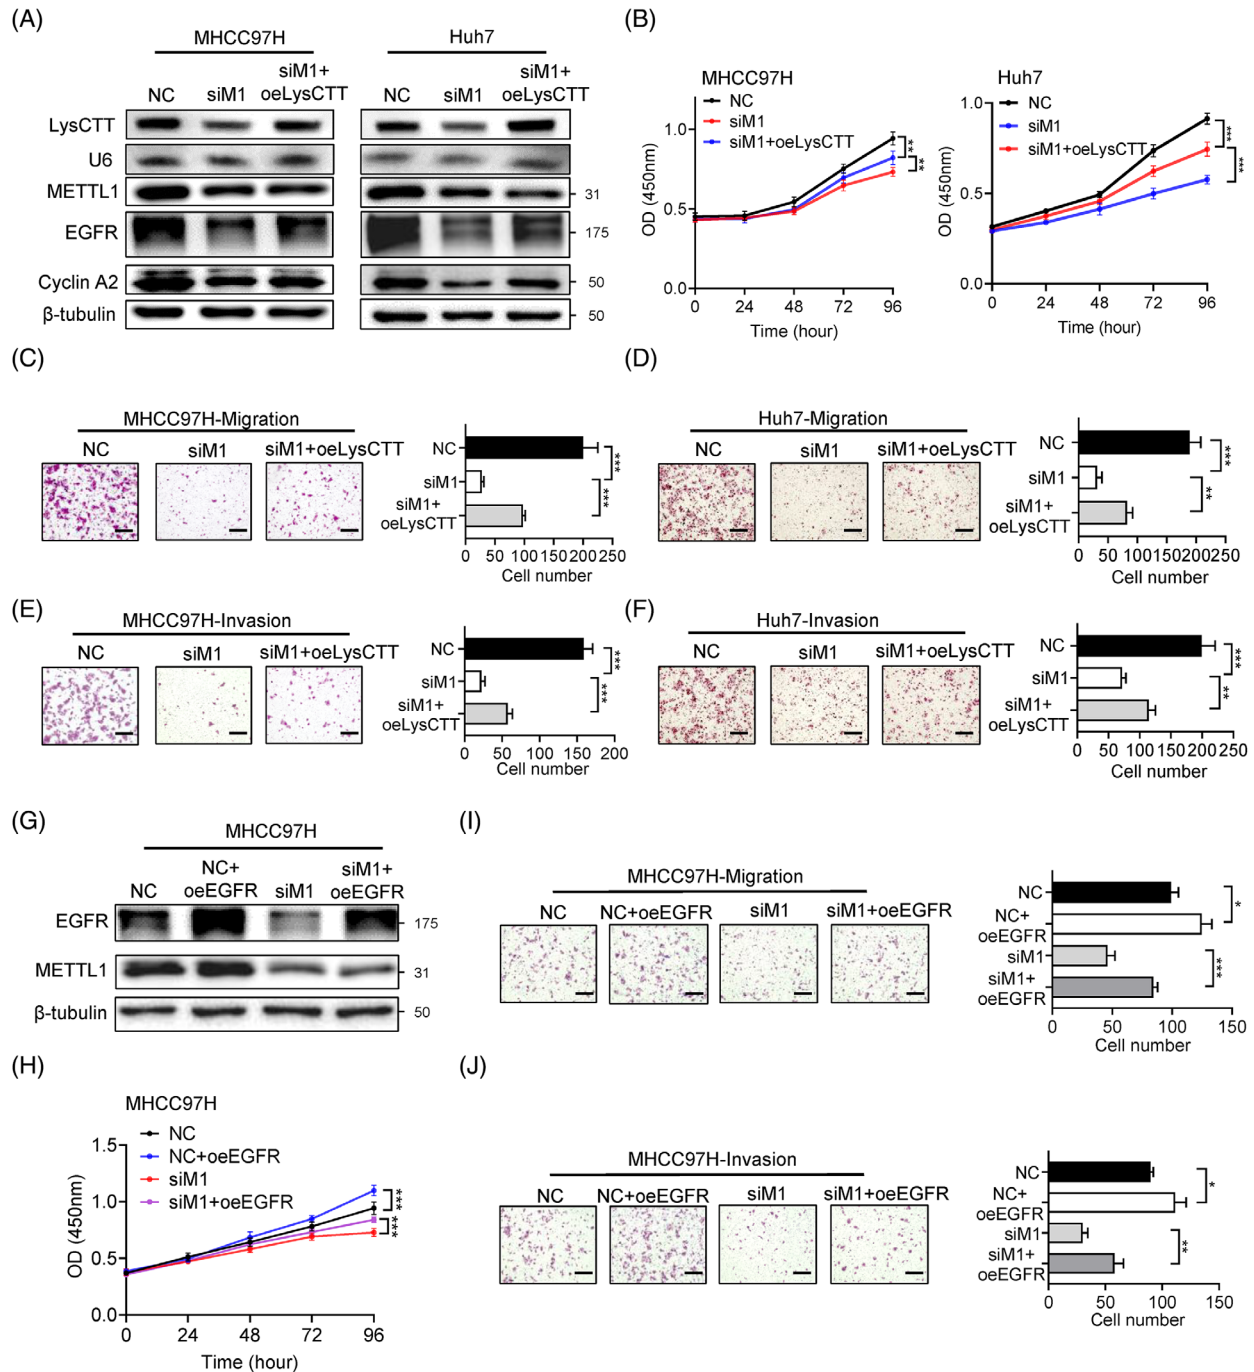 (A)
MHCC97H
Huh7
NC siM1 siM1+ oeLysCTT
NC siM1 siM1+ oeLysCTT
LysCTT
U6
METTL1
31
EGFR
175
Cyclin A2
50
β-tubulin
50
(B)
MHCC97H
NC
siM1
siM1+oeLysCTT
OD (450nm)
1.0
0.5
0.0
***
**
0 24 48 72 96
Time (hour)
Huh7
NC
siM1
siM1+oeLysCTT
OD (450nm)
1.0
0.5
0.0
***
***
0 24 48 72 96
Time (hour)
(C)
MHCC97H-Migration
NC siM1 siM1+oeLysCTT
NC
siM1
siM1+
oeLysCTT
***
***
0 50 100 150 200 250
Cell number
(D)
Huh7-Migration
NC siM1 siM1+oeLysCTT
NC
siM1
siM1+
oeLysCTT
***
**
0 50 100 150 200 250
Cell number
(E)
MHCC97H-Invasion
NC siM1 siM1+oeLysCTT
NC
siM1
siM1+
oeLysCTT
***
***
0 50 100 150 200
Cell number
(F)
Huh7-Invasion
NC siM1 siM1+oeLysCTT
NC
siM1
siM1+
oeLysCTT
***
**
0 50 100 150 200 250
Cell number
(G)
MHCC97H
NC NC+ oeEGFR siM1 siM1+ oeEGFR
EGFR
175
METTL1
31
β-tubulin
50
(H)
MHCC97H
NC
NC+oeEGFR
siM1
siM1+oeEGFR
OD (450nm)
1.5
1.0
0.5
0.0
***
***
0 24 48 72 96
Time (hour)
(I)
MHCC97H-Migration
NC NC+oeEGFR siM1 siM1+oeEGFR
NC
NC+
oeEGFR
siM1
siM1+
oeEGFR
*
***
0 50 100 150
Cell number
(J)
MHCC97H-Invasion
NC NC+oeEGFR siM1 siM1+oeEGFR
NC
NC+
oeEGFR
siM1
siM1+
oeEGFR
*
**
0 50 100 150
Cell number